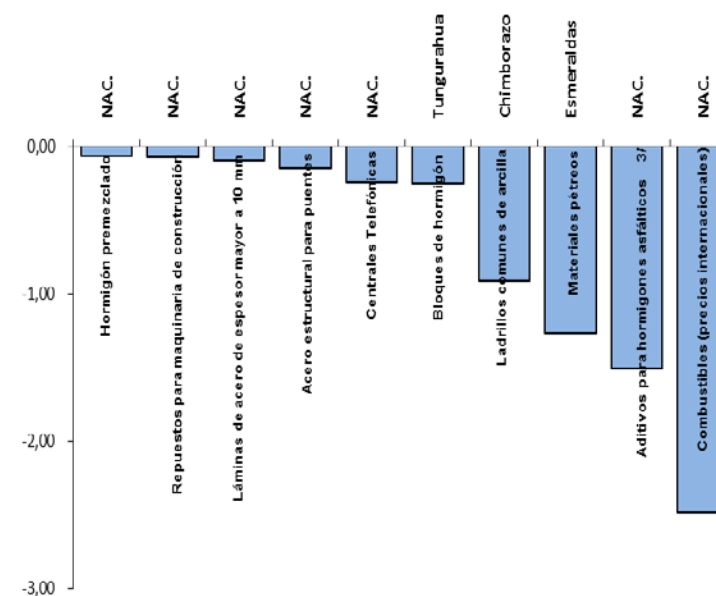 NAC.
NAC.
NAC.
NAC.
NAC.
Tungurahua
Chimborazo
Esmeraldas
NAC.
NAC.
0,00
-1,00
-2,00
-3,00
Hormigón premezclado
Repuestos para maquinaria de construcción
Láminas de acero de espesor mayor a 10 mm
Acero estructural para puentes
Centrales Telefónicas
Bloques de hormigón
Ladrillos comunes de arcilla
Materiales pétreos
Aditivos para hormigones asfálticos 3/
Combustibles (precios internacionales)